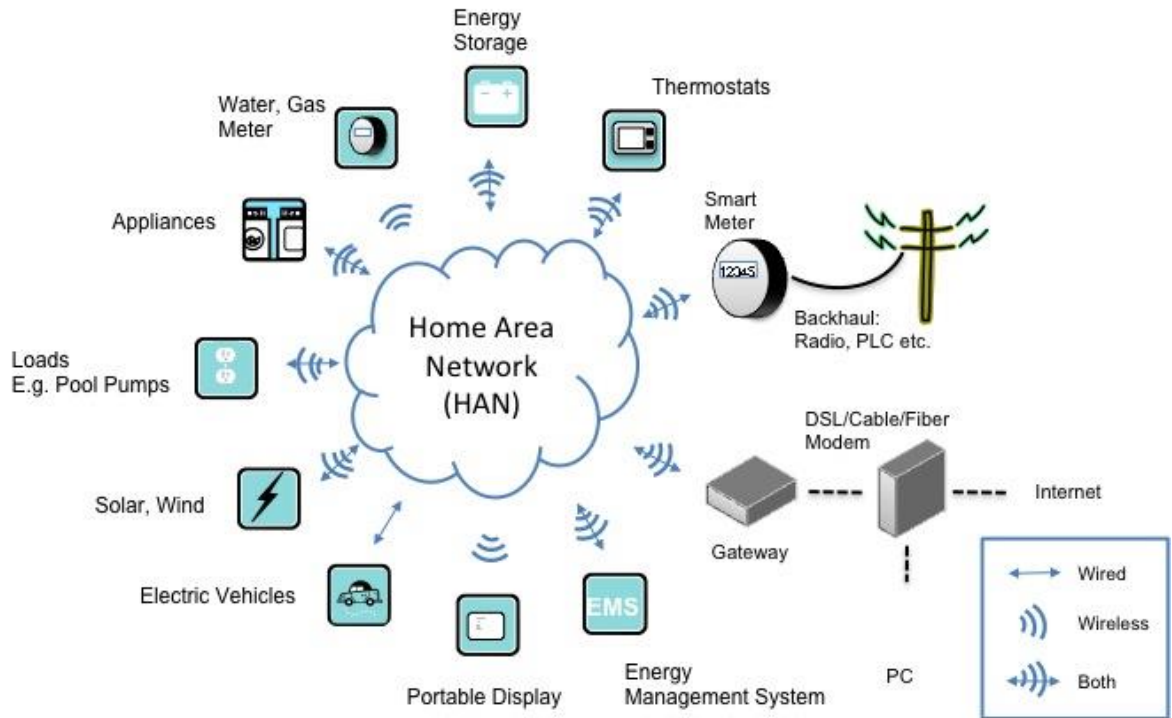 Energy
Storage
Thermostats
Water, Gas
Meter
Smart
Meter
Appliances
12345
Home Area
Network
(HAN)
Backhaul:
Radio, PLC etc.
Loads
E.g. Pool Pumps
DSL/Cable/Fiber
Modem
Solar, Wind
Internet
Gateway
Electric Vehicles
EMS
Wired
Wireless
Both
Portable Display
Energy
Management System
PC